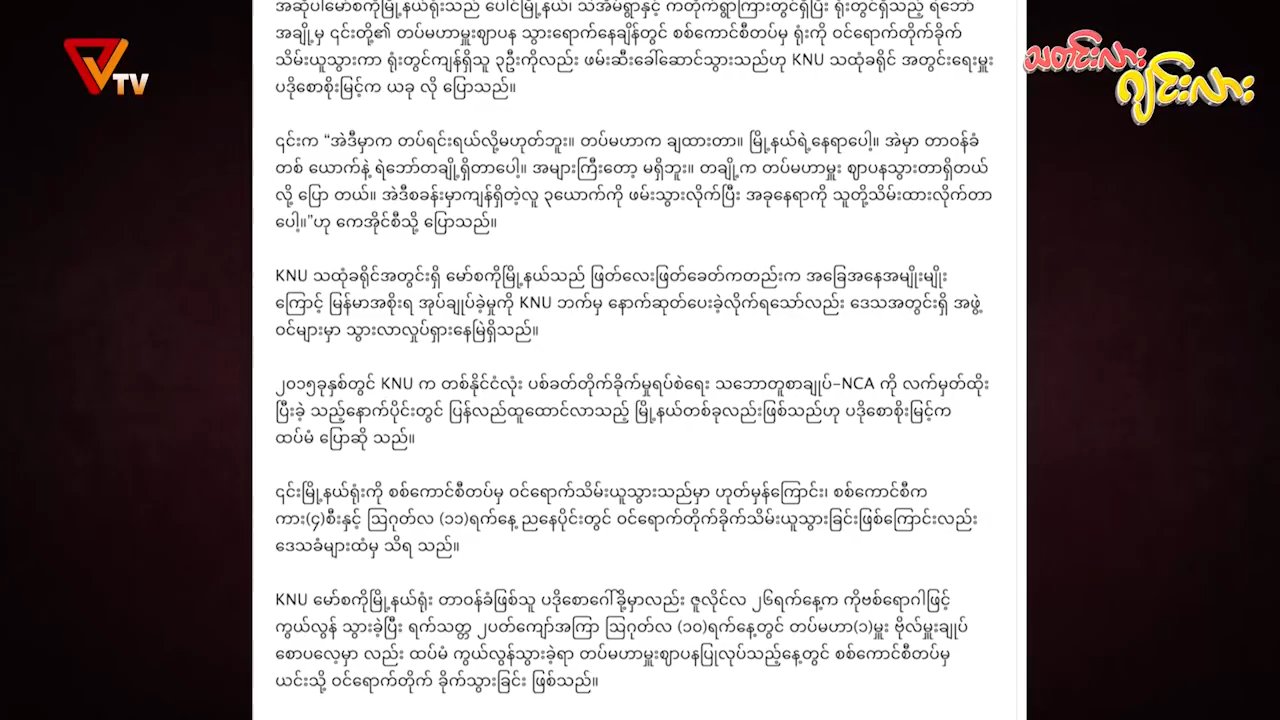 အဆိုပါမော်စကိုမြို့နယ်ရုံးသည် ပေါင်မြို့နယ်၊ သဲအိမ်ရွာနှင့် ကတိုက်ရွာကြားတွင်ရှိပြီး ရုံးတွင်ရှိသည့် ရဲဘော်
အချို့မှ ၎င်းတို့၏ တပ်မဟာမှူးဈာပန သွားရောက်နေချိန်တွင် စစ်ကောင်စီတပ်မှ ရုံးကို ဝင်ရောက်တိုက်ခိုက်
သိမ်းယူသွားကာ ရုံးတွင်ကျန်ရှိသူ ၃ဦးကိုလည်း ဖမ်းဆီးခေါ်ဆောင်သွားသည်ဟု KNU သထုံခရိုင် အတွင်းရေးမှူး
ပဒိုစောစိုးမြင့်က ယခု လို ပြောသည်။
၎င်းက “အဲဒီမှာက တပ်ရင်းရယ်လို့မဟုတ်ဘူး။ တပ်မဟာက ချထားတာ။ မြို့နယ်ရဲ့နေရာပေါ့။ အဲမှာ တာဝန်ခံ
တစ် ယောက်နဲ့ ရဲဘော်တချို့ရှိတာပေါ့။ အများကြီးတော့ မရှိဘူး။ တချို့က တပ်မဟာမှူး ဈာပနသွားတာရှိတယ်
လို့ ပြော တယ်။ အဲဒီစခန်းမှာကျန်ရှိတဲ့လူ ၃ယောက်ကို ဖမ်းသွားလိုက်ပြီး အခုနေရာကို သူတို့သိမ်းထားလိုက်တာ
ပေါ့။”ဟု ကေအိုင်စီသို့ ပြောသည်။
KNU သထုံခရိုင်အတွင်းရှိ မော်စကိုမြို့နယ်သည် ဖြတ်လေးဖြတ်ခေတ်ကတည်းက အခြေအနေအမျိုးမျိုး
ကြောင့် မြန်မာအစိုးရ အုပ်ချုပ်ခဲ့မှုကို KNU ဘက်မှ နောက်ဆုတ်ပေးခဲ့လိုက်ရသော်လည်း ဒေသအတွင်းရှိ အဖွဲ့
ဝင်များမှာ သွားလာလှုပ်ရှားနေမြဲရှိသည်။
၂၀၁၅ခုနှစ်တွင် KNU က တစ်နိုင်ငံလုံး ပစ်ခတ်တိုက်ခိုက်မှုရပ်စဲရေး သဘောတူစာချုပ်–NCA ကို လက်မှတ်ထိုး
ပြီးခဲ့ သည့်နောက်ပိုင်းတွင် ပြန်လည်ထူထောင်လာသည့် မြို့နယ်တစ်ခုလည်းဖြစ်သည်ဟု ပဒိုစောစိုးမြင့်က
ထပ်မံ ပြောဆို သည်။
၎င်းမြို့နယ်ရုံးကို စစ်ကောင်စီတပ်မှ ဝင်ရောက်သိမ်းယူသွားသည်မှာ ဟုတ်မှန်ကြောင်း၊ စစ်ကောင်စီက
ကား(၄)စီးနှင့် ဩဂုတ်လ (၁၁)ရက်နေ့ ညနေပိုင်းတွင် ဝင်ရောက်တိုက်ခိုက်သိမ်းယူသွားခြင်းဖြစ်ကြောင်းလည်း
ဒေသခံများထံမှ သိရ သည်။
KNU မော်စကိုမြို့နယ်ရုံး တာဝန်ခံဖြစ်သူ ပဒိုစောဂေါ်ခို့မှာလည်း ဇူလိုင်လ ၂၆ရက်နေ့က ကိုဗစ်ရောဂါဖြင့်
ကွယ်လွန် သွားခဲ့ပြီး ရက်သတ္တ ၂ပတ်ကျော်အကြာ ဩဂုတ်လ (၁၀)ရက်နေ့တွင် တပ်မဟာ(၁)မှူး ဗိုလ်မှူးချုပ်
စောပလေ့မှာ လည်း ထပ်မံ ကွယ်လွန်သွားခဲ့ရာ တပ်မဟာမှူးဈာပနပြုလုပ်သည့်နေ့တွင် စစ်ကောင်စီတပ်မှ
ယင်းသို့ ဝင်ရောက်တိုက် ခိုက်သွားခြင်း ဖြစ်သည်။
TV
သတင်းလား
ဂျင်းလား